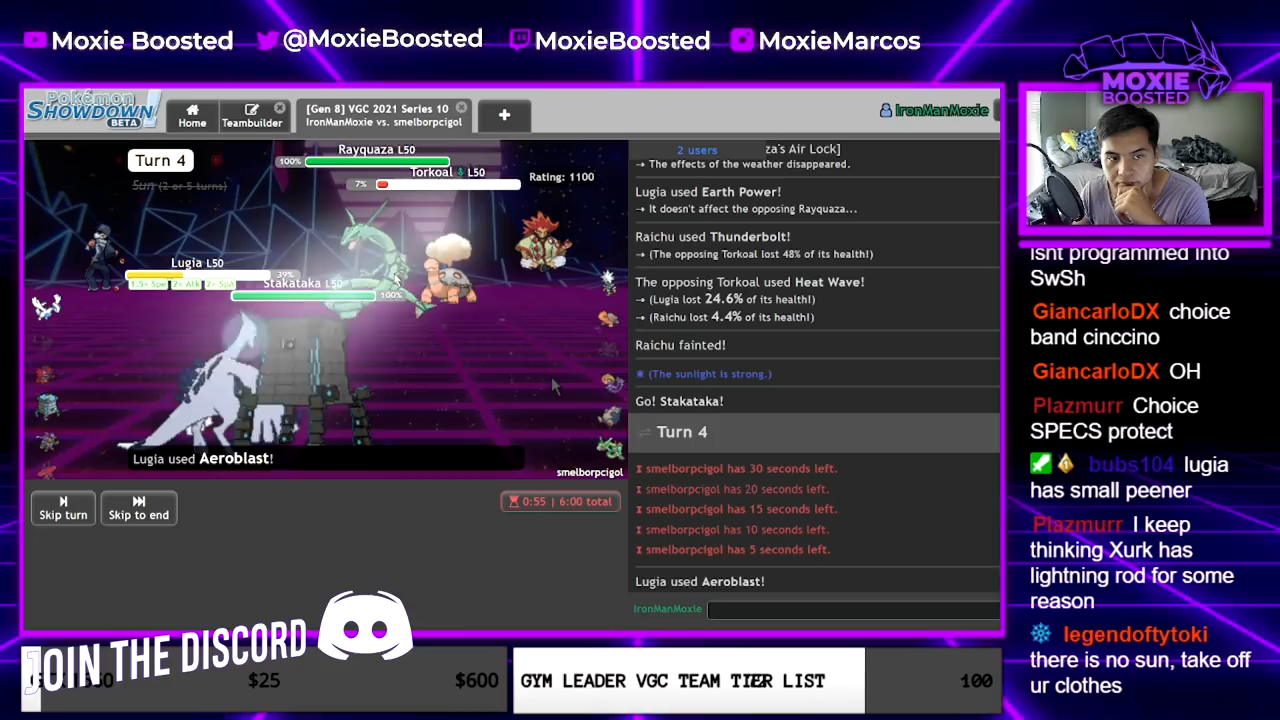 Moxie Boosted
@MoxieBoosted
MoxieBoosted
MoxieMarcos
MOXIE
BOOSTED
Pokémon
SHOWDOWN
BETA
Home
Teambuilder
[Gen 8] VGC 2021 Series 10
IronManMoxie vs. smelborpcigol
IronManMoxie
Turn 4
Sun (2 or 5 turns)
Rayquaza L50
100%
Torkoal L50
7%
Rating: 1100
Lugia L50
39%
Stakataka L50
100%
Lugia used Aeroblast!
smelborpcigol
Skip turn
Skip to end
0:55 | 6:00 total
2 users
za's Air Lock]
→ The effects of the weather disappeared.
Lugia used Earth Power!
→ It doesn't affect the opposing Rayquaza...
Raichu used Thunderbolt!
→ (The opposing Torkoal lost 48% of its health!)
The opposing Torkoal used Heat Wave!
→ (Lugia lost 24.6% of its health!)
→ (Raichu lost 4.4% of its health!)
Raichu fainted!
(The sunlight is strong.)
Go! Stakataka!
Turn 4
smelborpcigol has 30 seconds left.
smelborpcigol has 20 seconds left.
smelborpcigol has 15 seconds left.
smelborpcigol has 10 seconds left.
smelborpcigol has 5 seconds left.
Lugia used Aeroblast!
IronManMoxie
isnt programmed into
SwSh
GiancarloDX choice
band cinccino
GiancarloDX OH
Plazmurr Choice
SPECS protect
bubs104 lugia
has small peener
Plazmurr I keep
thinking Xurk has
lightning rod for some
reason
legendoftytoki
there is no sun, take off
ur clothes
JOIN THE DISCORD
$25
$600
GYM LEADER VGC TEAM TIER LIST
100